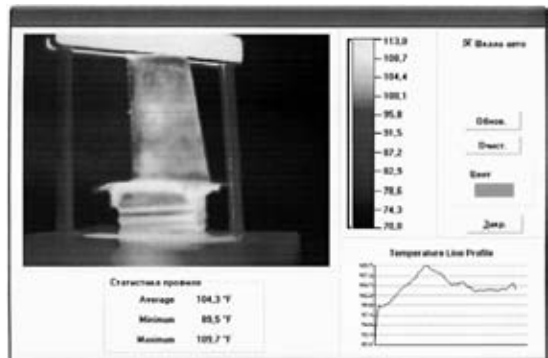 113,0
108,7
104,4
100,1
95,8
91,5
87,2
82,9
78,6
74,3
70,0
Шкала авто
Обнов.
Очист.
Цвет
Закр.
Статистика профиля
Average 104,3 °F
Minimum 89,5 °F
Maximum 109,7 °F
Temperature Line Profile